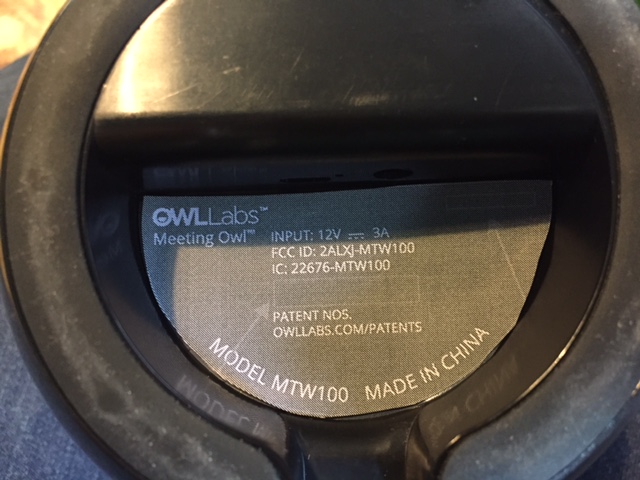 OWLLabs™
Meeting Owl™
INPUT: 12V ⎓ 3A
FCC ID: 2ALXJ-MTW100
IC: 22676-MTW100
PATENT NOS.
OWLLABS.COM/PATENTS
MODEL MTW100 MADE IN CHINA